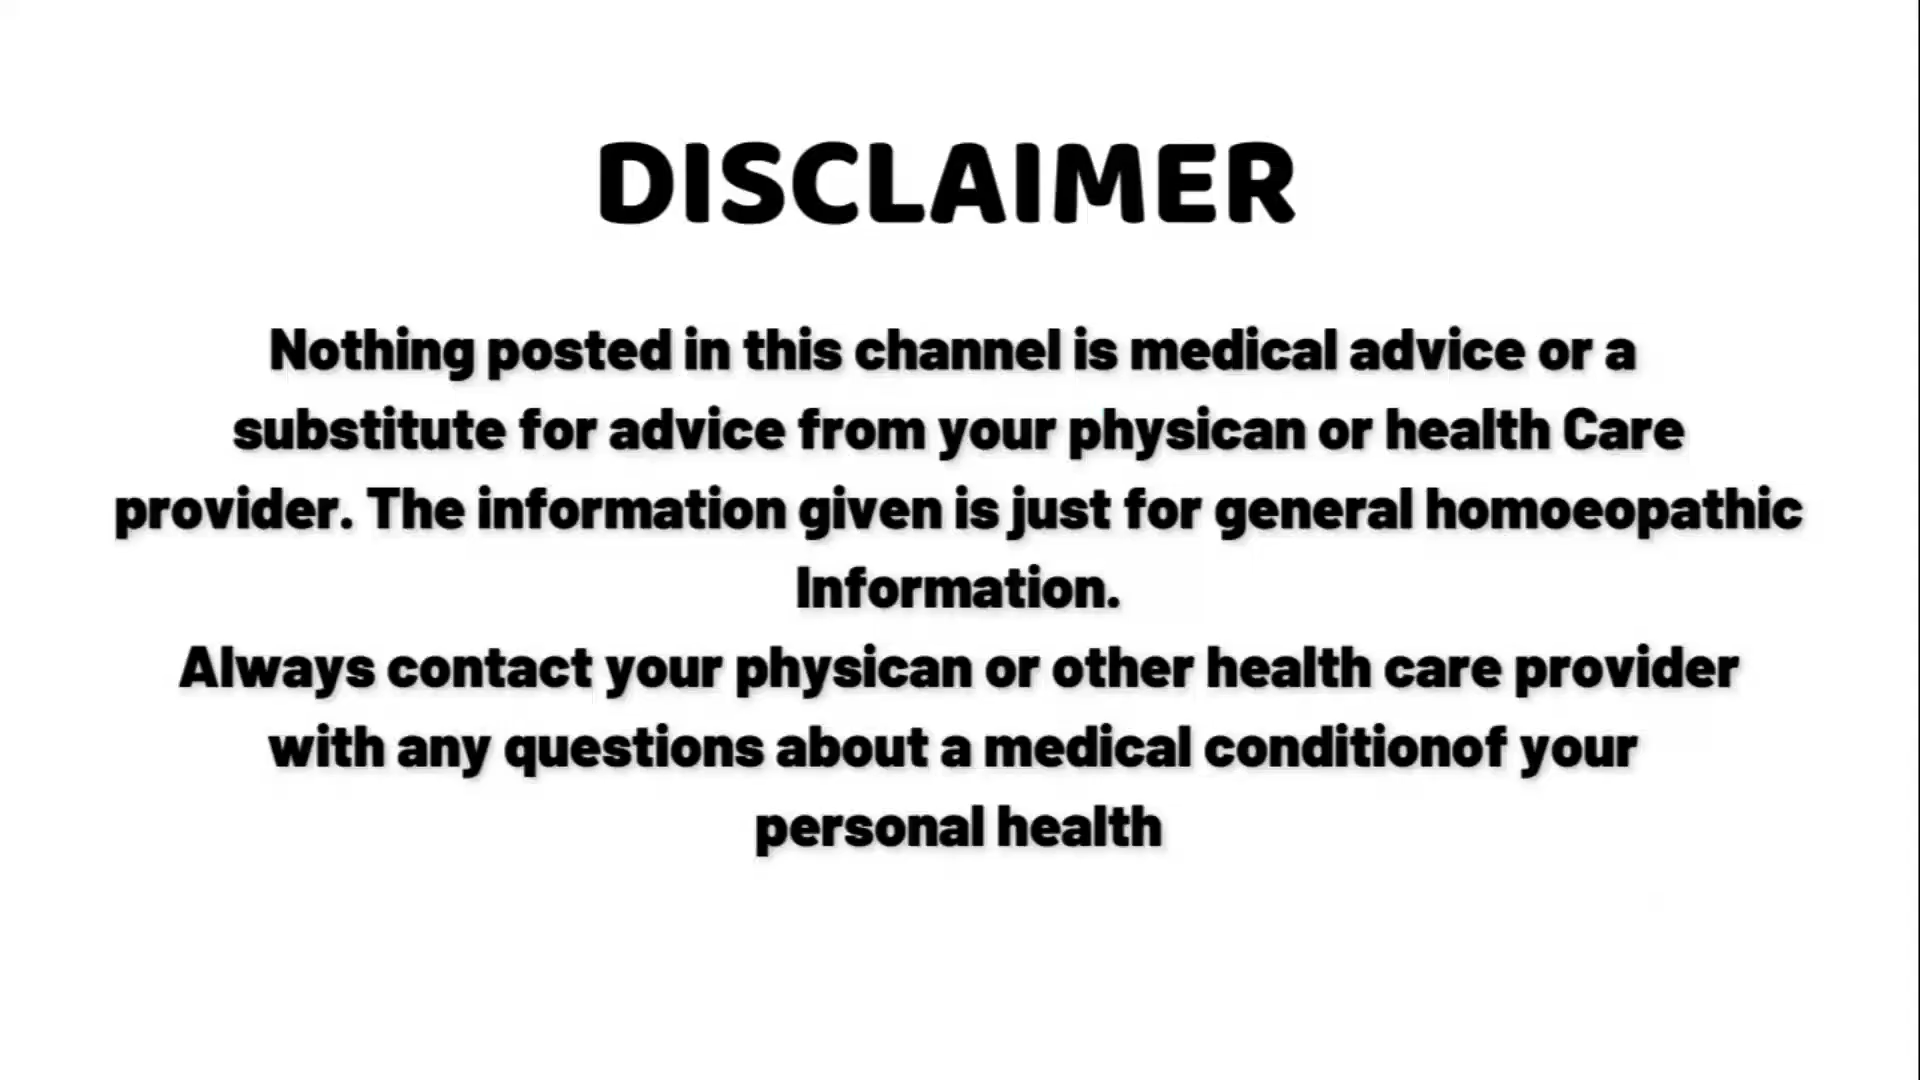 DISCLAIMER
Nothing posted in this channel is medical advice or a
substitute for advice from your physican or health Care
provider. The information given is just for general homoeopathic
Information.
Always contact your physican or other health care provider
with any questions about a medical conditionof your
personal health